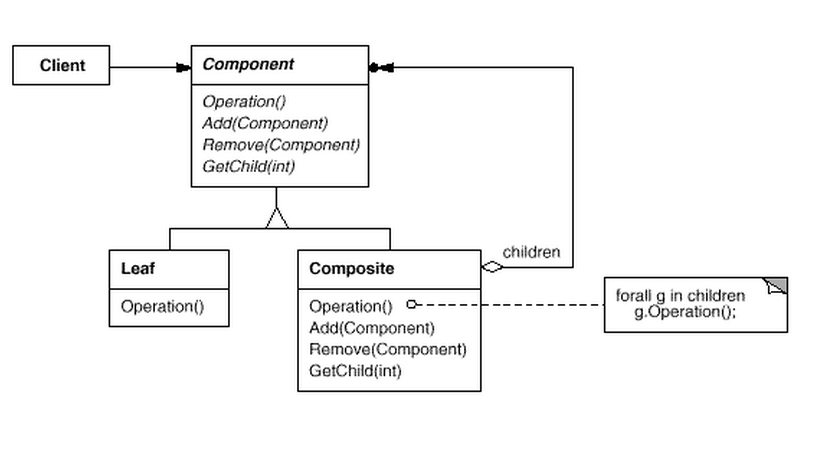 Client
Component
Operation()
Add(Component)
Remove(Component)
GetChild(int)
children
Leaf
Operation()
Composite
Operation()
Add(Component)
Remove(Component)
GetChild(int)
forall g in children
g.Operation();